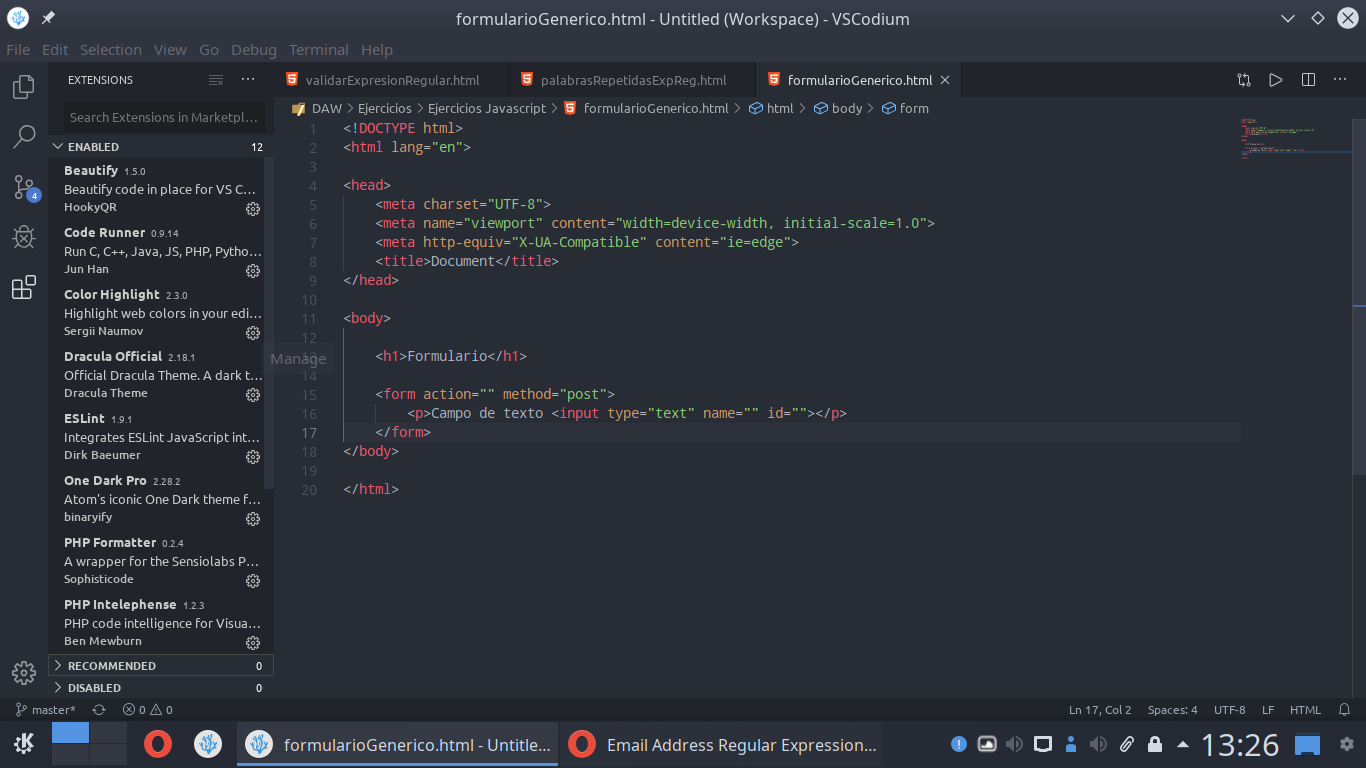 formularioGenerico.html - Untitled (Workspace) - VSCodium
File Edit Selection View Go Debug Terminal Help
EXTENSIONS
Search Extensions in Marketpl...
ENABLED 12
Beautify 1.5.0
Beautify code in place for VS C...
HookyQR
Code Runner 0.9.14
Run C, C++, Java, JS, PHP, Pytho...
Jun Han
Color Highlight 2.3.0
Highlight web colors in your edi...
Sergii Naumov
Dracula Official 2.18.1
Official Dracula Theme. A dark t...
Dracula Theme
ESLint 1.9.1
Integrates ESLint JavaScript int...
Dirk Baeumer
One Dark Pro 2.28.2
Atom's iconic One Dark theme f...
binaryify
PHP Formatter 0.2.4
A wrapper for the Sensiolabs P...
Sophisticode
PHP Intelephense 1.2.3
PHP code intelligence for Visua...
Ben Mewburn
RECOMMENDED 0
DISABLED 0
4
Manage
validarExpresionRegular.html palabrasRepetidasExpReg.html formularioGenerico.html
DAW > Ejercicios > Ejercicios Javascript > formularioGenerico.html > html > body > form
1 <!DOCTYPE html>
2 <html lang="en">
3
4 <head>
5 <meta charset="UTF-8">
6 <meta name="viewport" content="width=device-width, initial-scale=1.0">
7 <meta http-equiv="X-UA-Compatible" content="ie=edge">
8 <title>Document</title>
9 </head>
10
11 <body>
12
13 <h1>Formulario</h1>
14
15 <form action="" method="post">
16 <p>Campo de texto <input type="text" name="" id=""></p>
17 </form>
18 </body>
19
20 </html>
master* 0 0 Ln 17, Col 2 Spaces: 4 UTF-8 LF HTML
formularioGenerico.html - Untitle... Email Address Regular Expression... 13:26